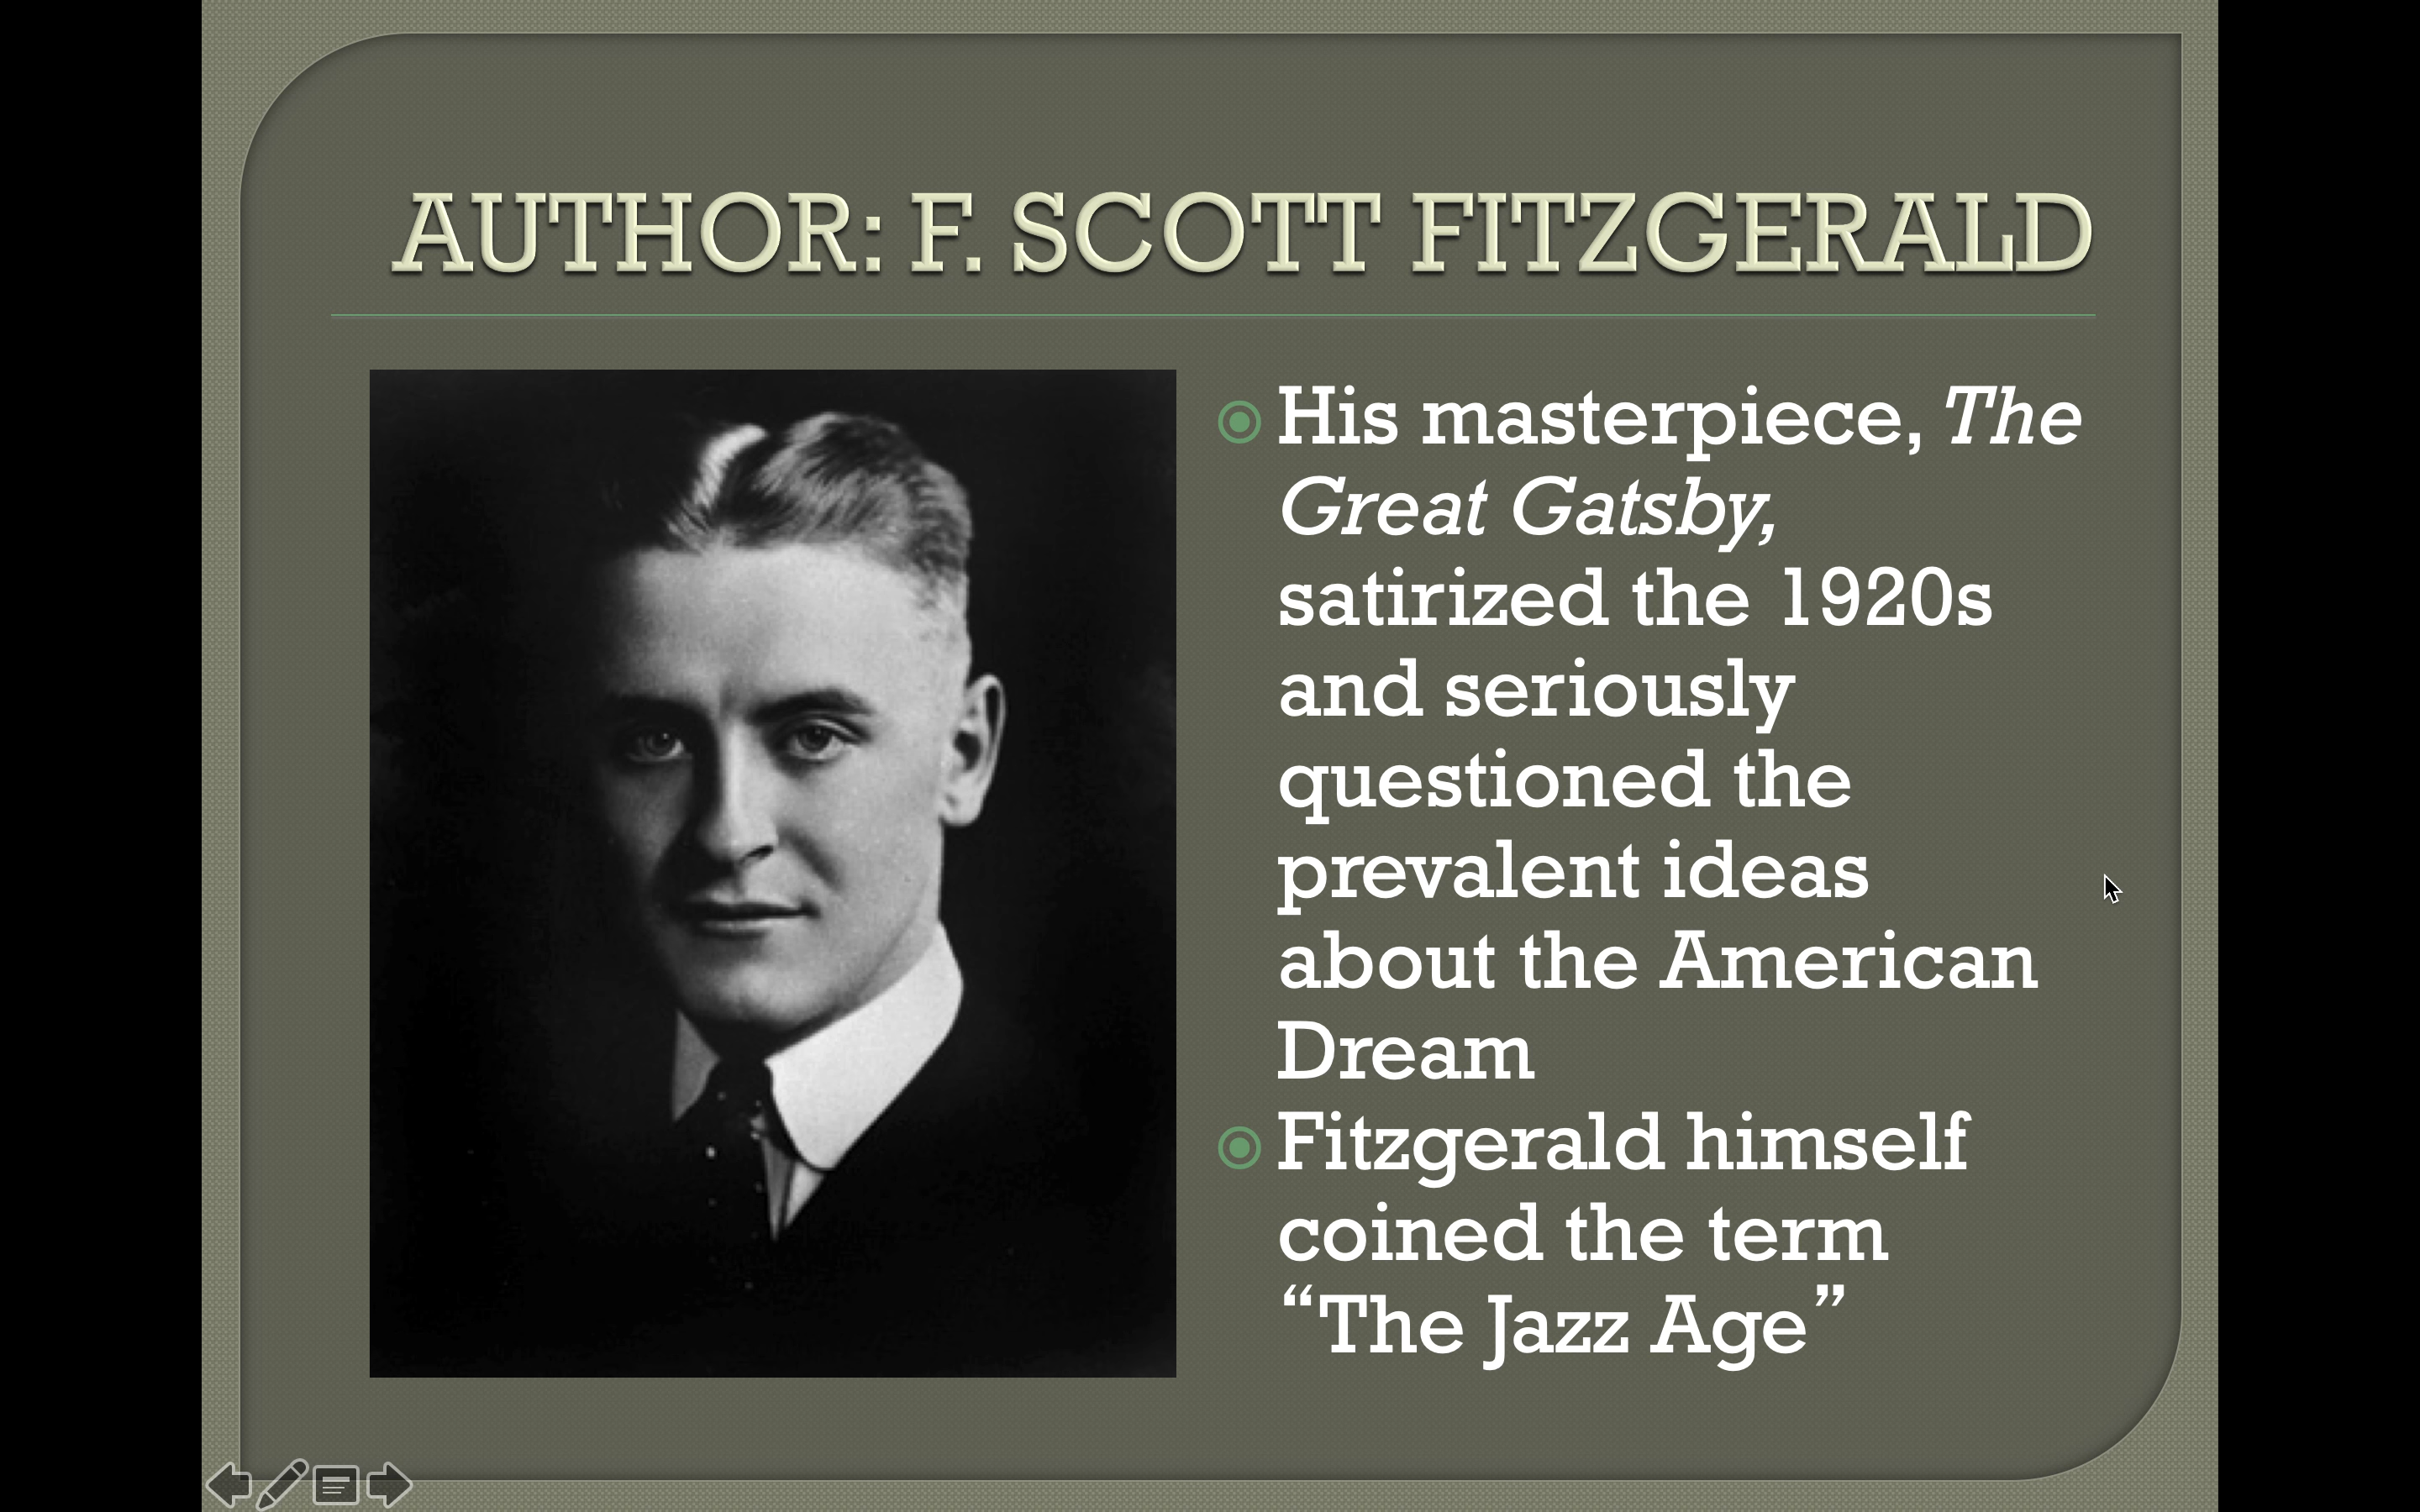 AUTHOR: F. SCOTT FITZGERALD
His masterpiece, The
Great Gatsby,
satirized the 1920s
and seriously
questioned the
prevalent ideas
about the American
Dream
Fitzgerald himself
coined the term
“The Jazz Age”